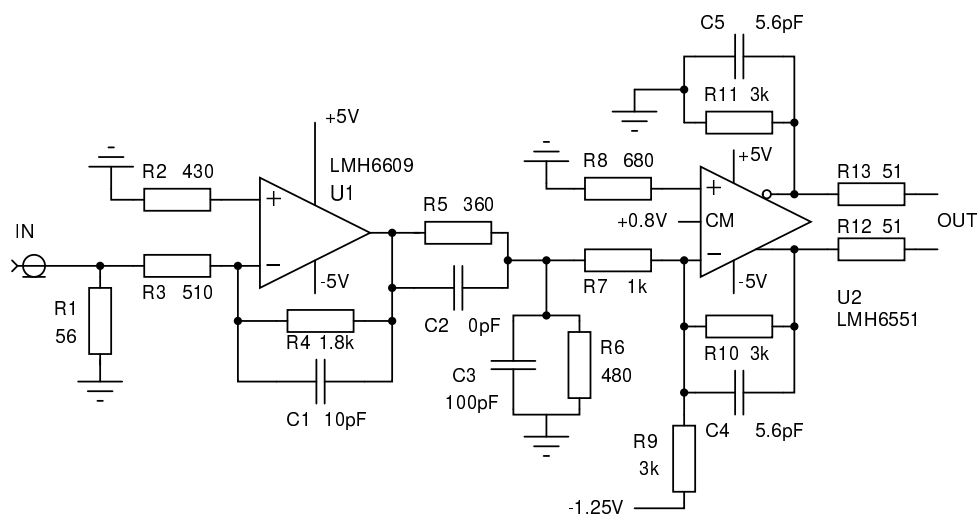 C5 5.6pF
R11 3k
+5V
LMH6609
U1
R2 430
R8 680
+5V
R13 51
+
+
R5 360
+0.8V
CM
OUT
IN
R12 51
−
−
R3 510
-5V
R7 1k
-5V
U2
LMH6551
R1
56
C2 0pF
R4 1.8k
R6
480
R10 3k
C3
100pF
C1 10pF
C4 5.6pF
R9
3k
-1.25V